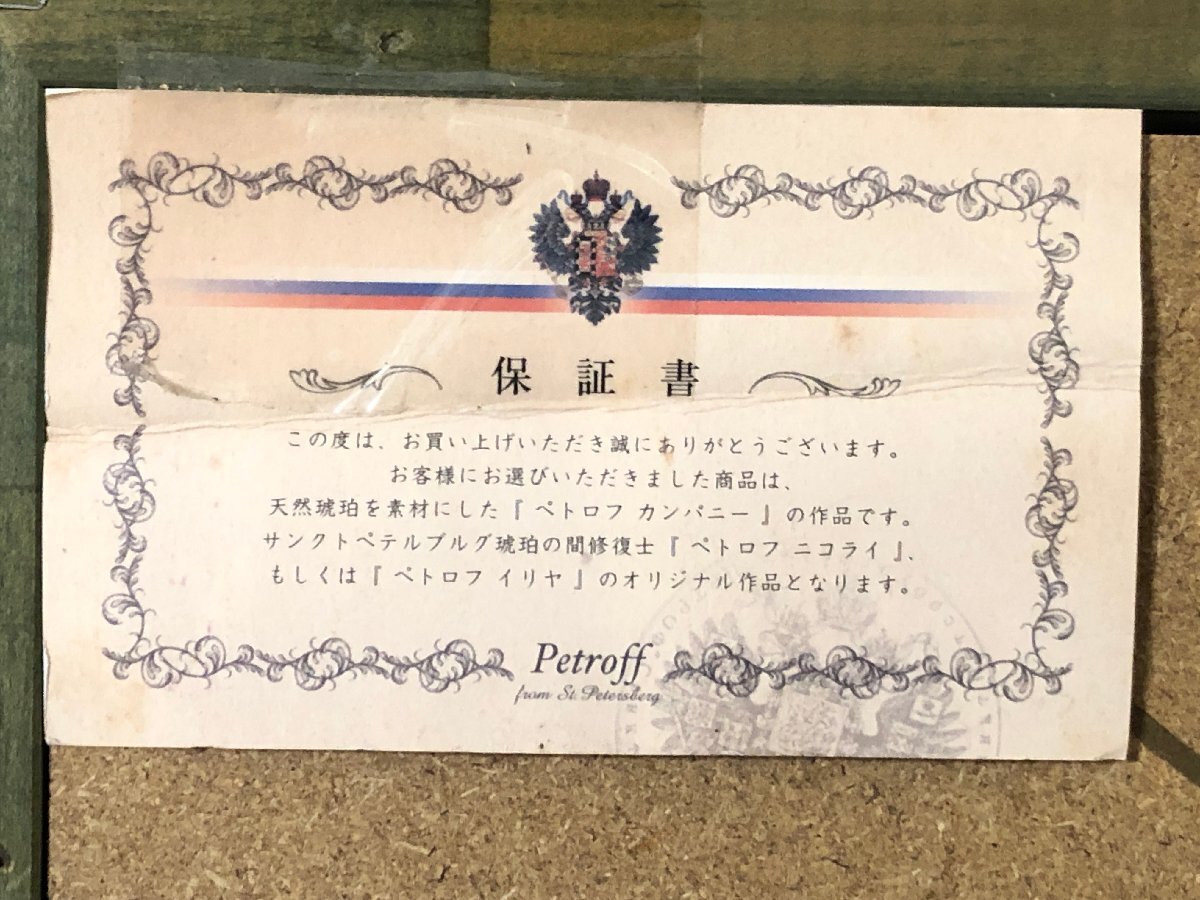 保証書
この度は、お買い上げいただき誠にありがとうございます。
お客様にお選びいただきました商品は、
天然琥珀を素材にした『 ペトロフ カンパニー 』の作品です。
サンクトペテルブルグ琥珀の間修復士『 ペトロフ ニコライ 』、
もしくは『 ペトロフ イリヤ 』のオリジナル作品となります。
Petroff
from St. Petersberg